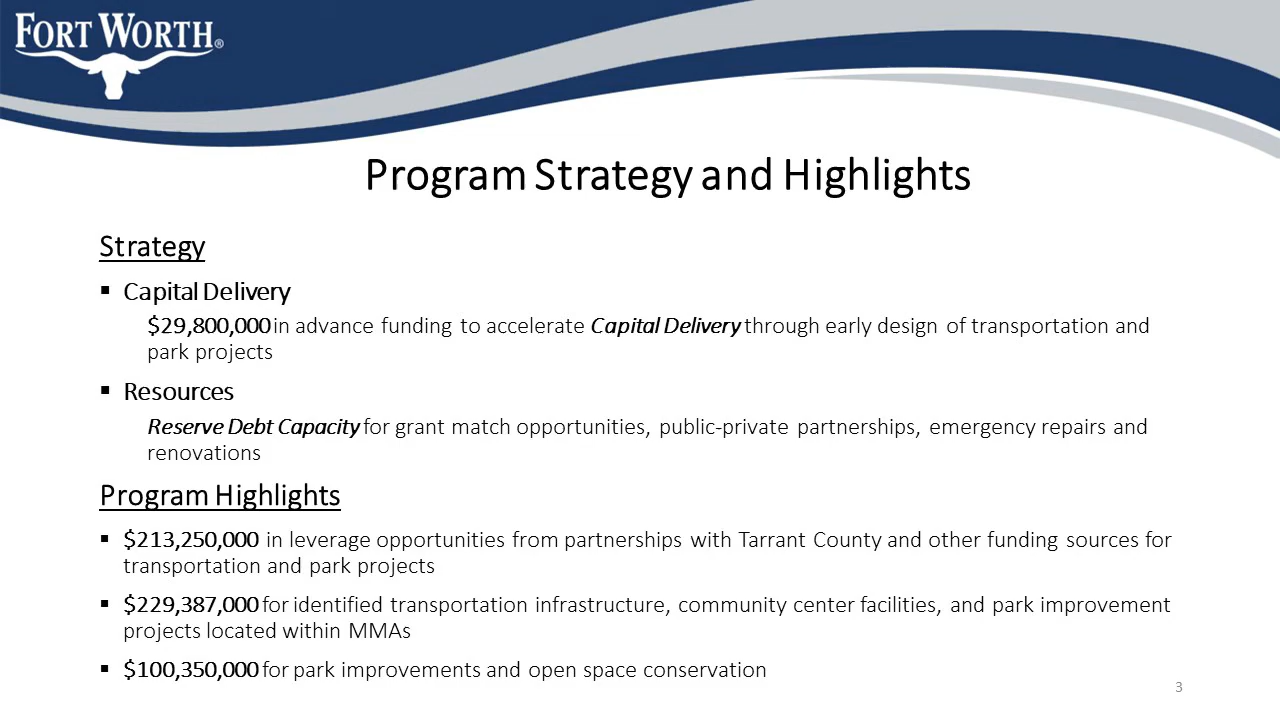 FORT WORTH®
Program Strategy and Highlights
Strategy
▪ Capital Delivery
$29,800,000 in advance funding to accelerate Capital Delivery through early design of transportation and
park projects
▪ Resources
Reserve Debt Capacity for grant match opportunities, public-private partnerships, emergency repairs and
renovations
Program Highlights
▪ $213,250,000 in leverage opportunities from partnerships with Tarrant County and other funding sources for
transportation and park projects
▪ $229,387,000 for identified transportation infrastructure, community center facilities, and park improvement
projects located within MMAs
▪ $100,350,000 for park improvements and open space conservation
3